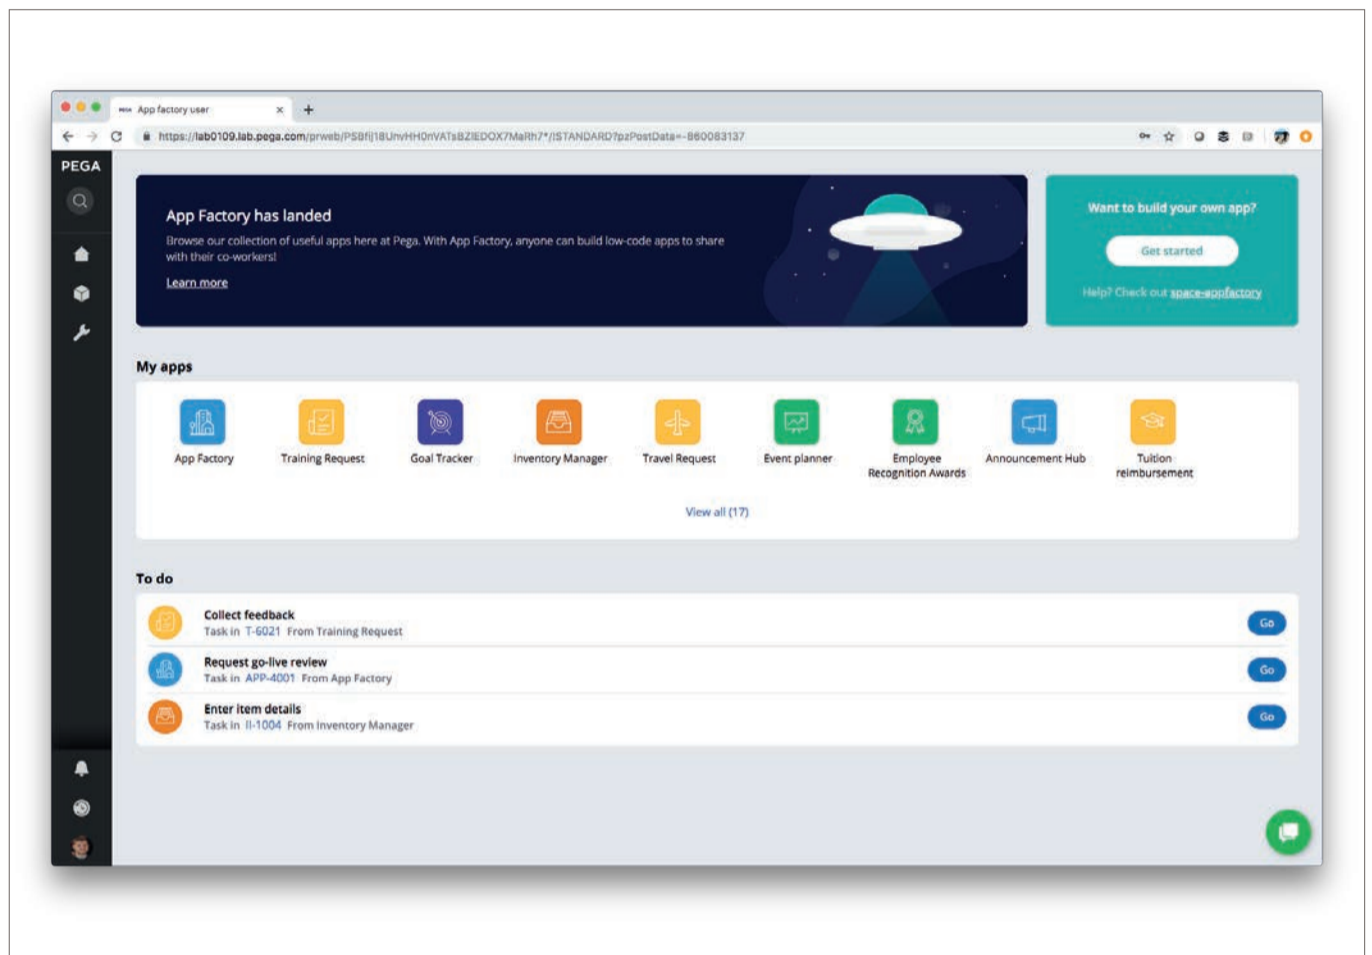 PEGA App factory user
https://lab0109.lab.pega.com/prweb/
PEGA
App Factory has landed
Browse our collection of useful apps here at Pega. With App Factory, anyone can build low-code apps to share
with their co-workers!
Learn more
Want to build your own app?
Get started
Help? Check out space-appfactory
My apps
App Factory
Training Request
Goal Tracker
Inventory Manager
Travel Request
Event planner
Employee
Recognition Awards
Announcement Hub
Tuition
reimbursement
View all (17)
To do
Collect feedback
Task in T-6021 From Training Request
Go
Request go-live review
Task in APP-4001 From App Factory
Go
Enter item details
Task in II-1004 From Inventory Manager
Go